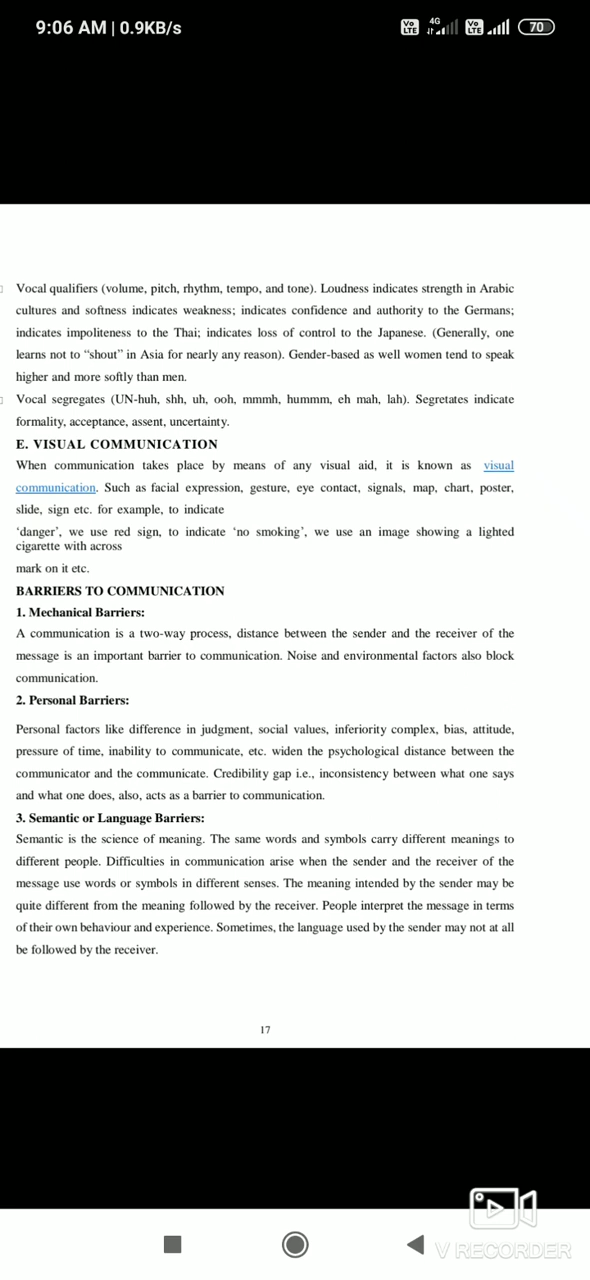 9:06 AM | 0.9KB/s
Vo LTE 4G Vo LTE 70
Vocal qualifiers (volume, pitch, rhythm, tempo, and tone). Loudness indicates strength in Arabic
cultures and softness indicates weakness; indicates confidence and authority to the Germans;
indicates impoliteness to the Thai; indicates loss of control to the Japanese. (Generally, one
learns not to “shout” in Asia for nearly any reason). Gender-based as well women tend to speak
higher and more softly than men.
Vocal segregates (UN-huh, shh, uh, ooh, mmmh, hummm, eh mah, lah). Segretates indicate
formality, acceptance, assent, uncertainty.
E. VISUAL COMMUNICATION
When communication takes place by means of any visual aid, it is known as visual
communication. Such as facial expression, gesture, eye contact, signals, map, chart, poster,
slide, sign etc. for example, to indicate
‘danger’, we use red sign, to indicate ‘no smoking’, we use an image showing a lighted
cigarette with across
mark on it etc.
BARRIERS TO COMMUNICATION
1. Mechanical Barriers:
A communication is a two-way process, distance between the sender and the receiver of the
message is an important barrier to communication. Noise and environmental factors also block
communication.
2. Personal Barriers:
Personal factors like difference in judgment, social values, inferiority complex, bias, attitude,
pressure of time, inability to communicate, etc. widen the psychological distance between the
communicator and the communicate. Credibility gap i.e., inconsistency between what one says
and what one does, also, acts as a barrier to communication.
3. Semantic or Language Barriers:
Semantic is the science of meaning. The same words and symbols carry different meanings to
different people. Difficulties in communication arise when the sender and the receiver of the
message use words or symbols in different senses. The meaning intended by the sender may be
quite different from the meaning followed by the receiver. People interpret the message in terms
of their own behaviour and experience. Sometimes, the language used by the sender may not at all
be followed by the receiver.
17
V RECORDER